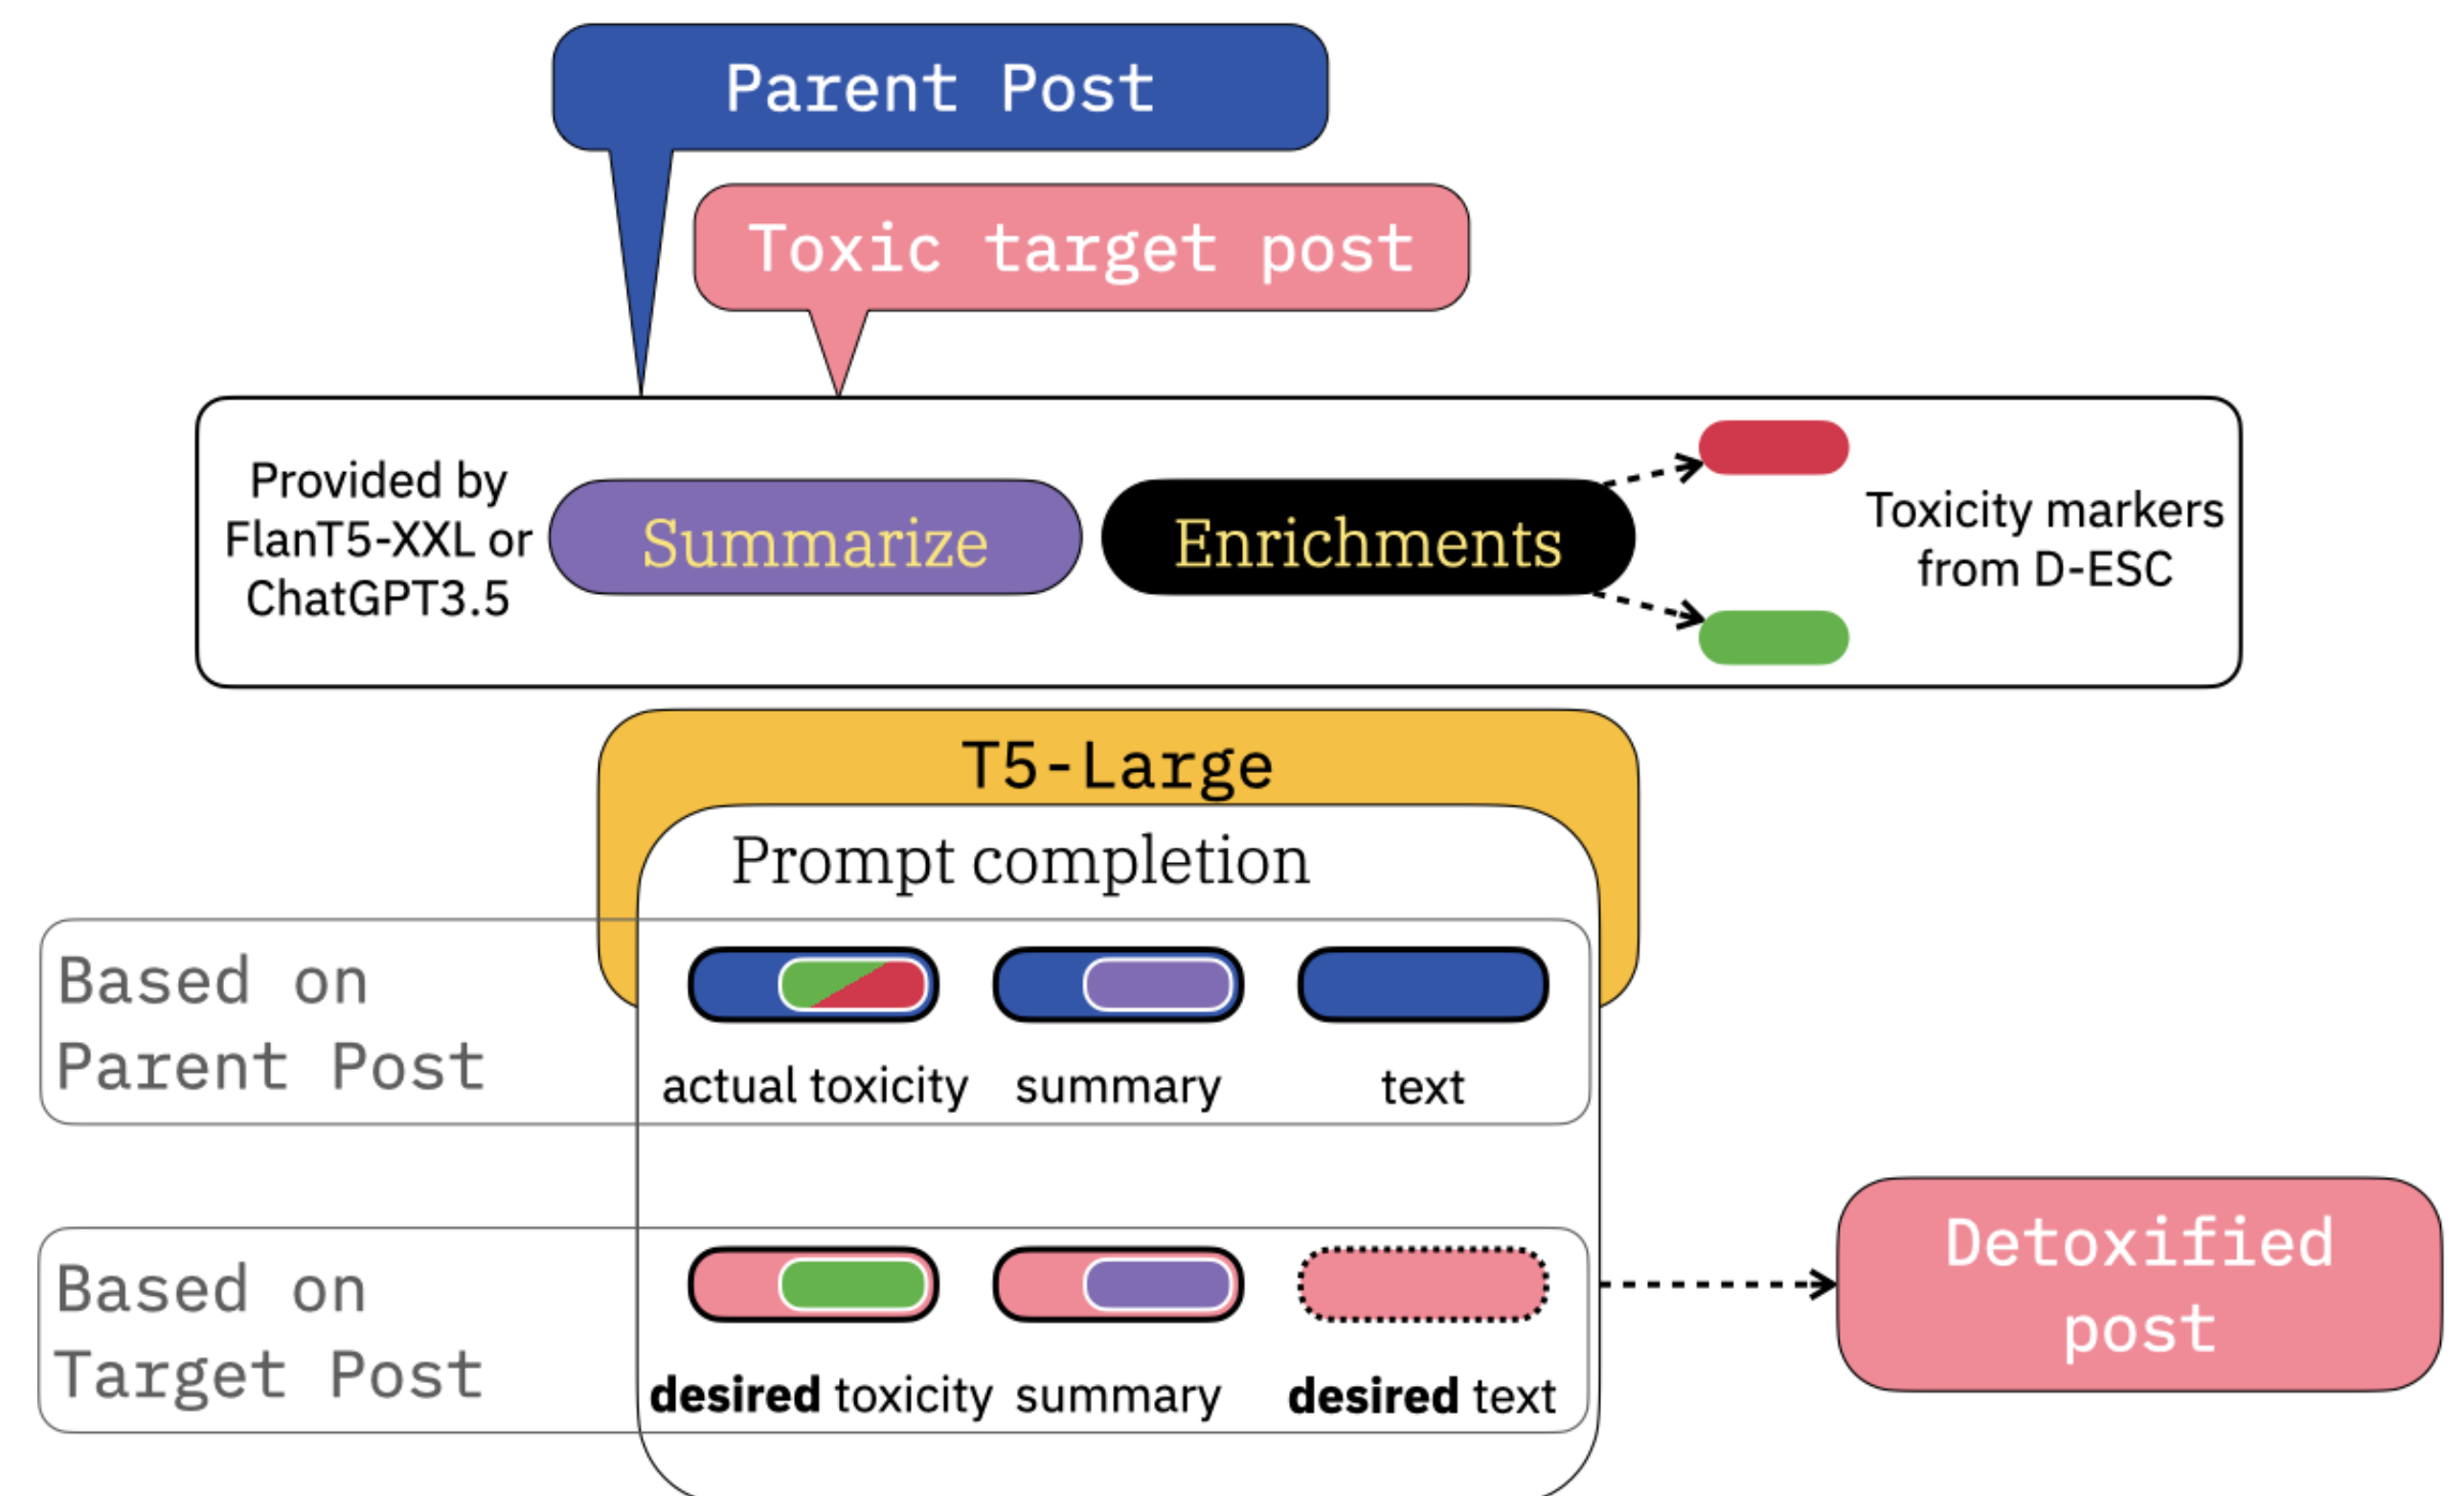 Parent Post
Toxic target post
Provided by
FlanT5-XXL or
ChatGPT3.5
Summarize
Enrichments
Toxicity markers
from D-ESC
T5-Large
Prompt completion
Based on
Parent Post
actual toxicity
summary
text
Based on
Target Post
desired toxicity
summary
desired text
Detoxified
post